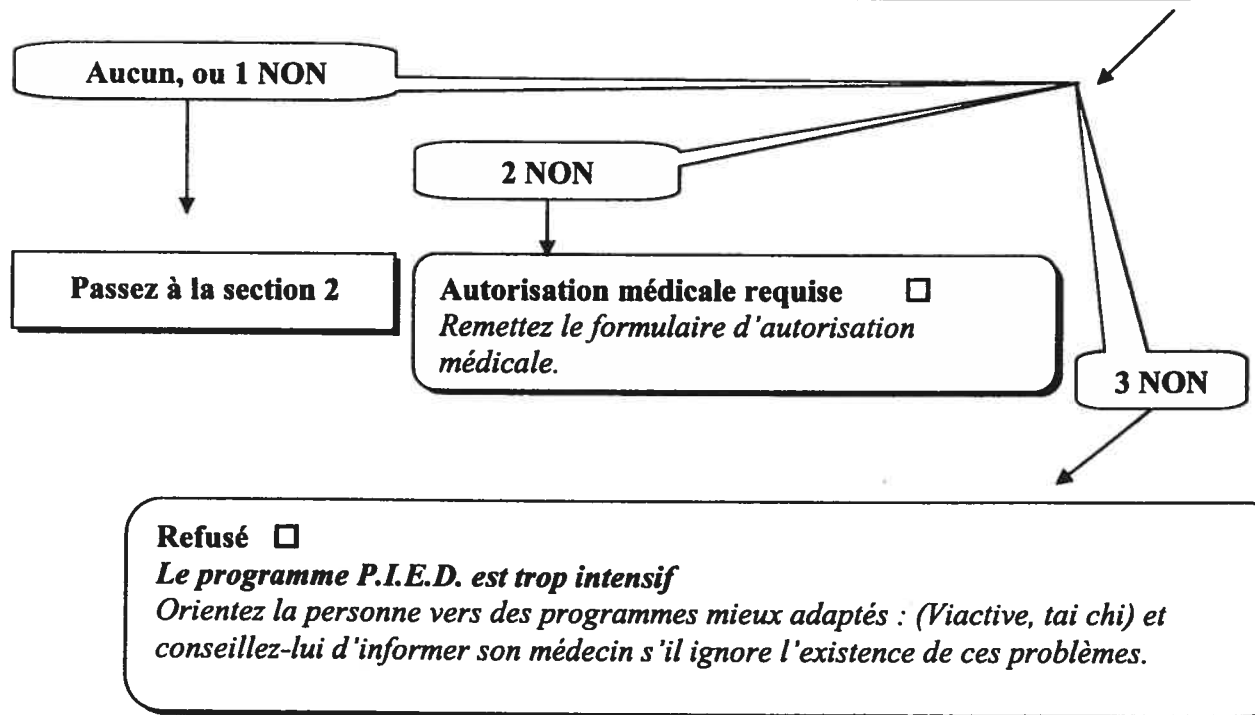 Aucun, ou 1 NON
2 NON
Passez à la section 2
Autorisation médicale requise □
Remettez le formulaire d'autorisation
médicale.
3 NON
Refusé □
Le programme P.I.E.D. est trop intensif
Orientez la personne vers des programmes mieux adaptés : (Viactive, tai chi) et
conseillez-lui d'informer son médecin s'il ignore l'existence de ces problèmes.